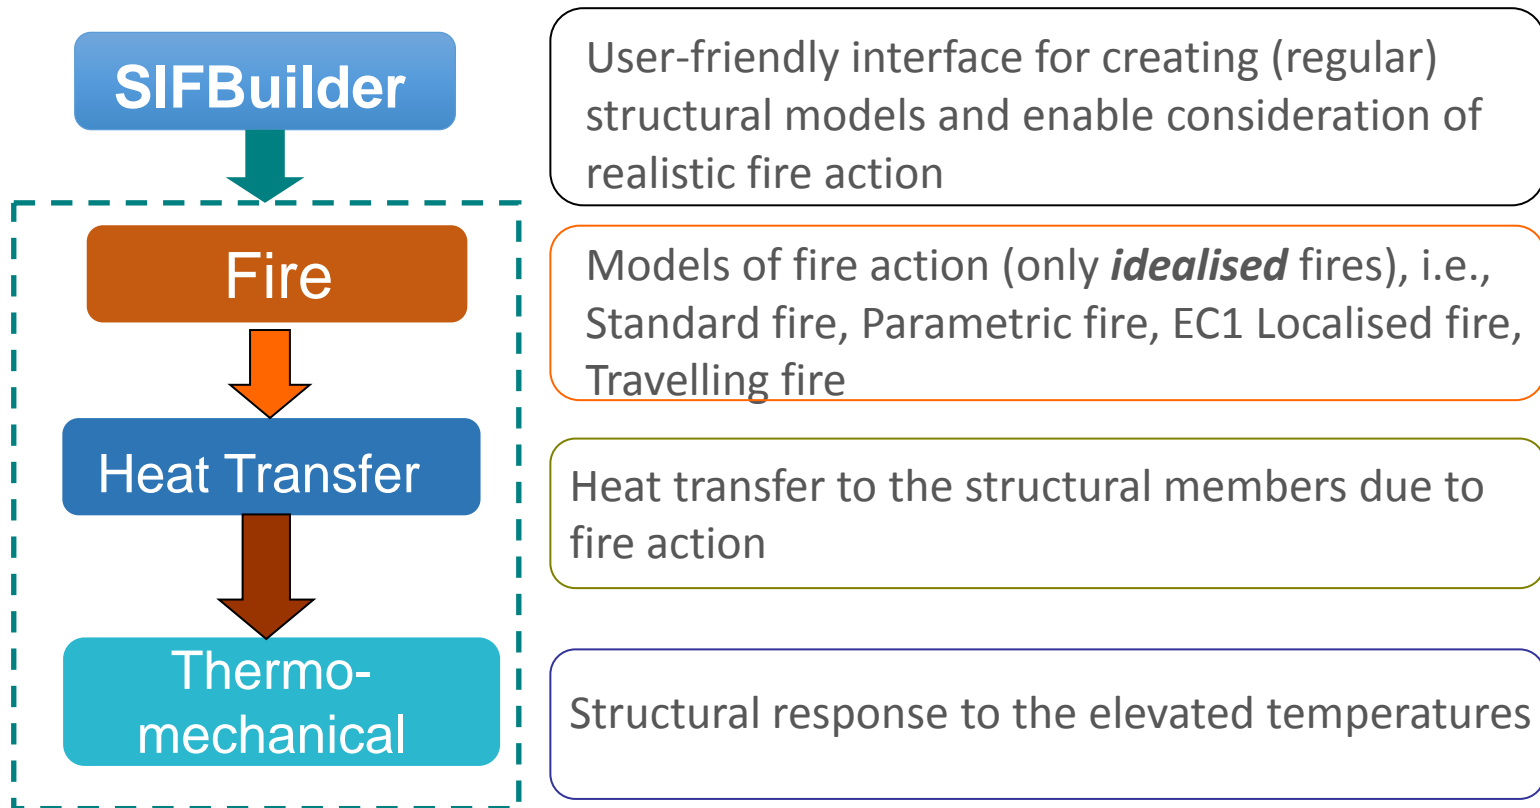 SIFBuilder
User-friendly interface for creating (regular)
structural models and enable consideration of
realistic fire action
Fire
Models of fire action (only idealised fires), i.e.,
Standard fire, Parametric fire, EC1 Localised fire,
Travelling fire
Heat Transfer
Heat transfer to the structural members due to
fire action
Thermo-
mechanical
Structural response to the elevated temperatures